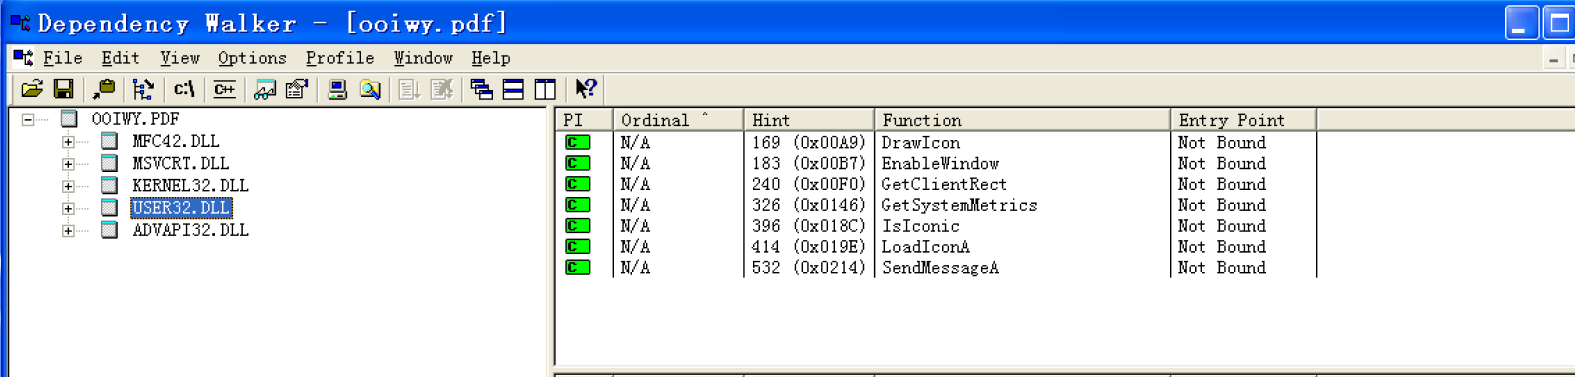 Dependency Walker - [ooiwy.pdf]
File Edit View Options Profile Window Help
c:\ C++
OOIWY.PDF
MFC42.DLL
MSVCRT.DLL
KERNEL32.DLL
USER32.DLL
ADVAPI32.DLL
PI Ordinal ^ Hint Function Entry Point
C N/A 169 (0x00A9) DrawIcon Not Bound
C N/A 183 (0x00B7) EnableWindow Not Bound
C N/A 240 (0x00F0) GetClientRect Not Bound
C N/A 326 (0x0146) GetSystemMetrics Not Bound
C N/A 396 (0x018C) IsIconic Not Bound
C N/A 414 (0x019E) LoadIconA Not Bound
C N/A 532 (0x0214) SendMessageA Not Bound